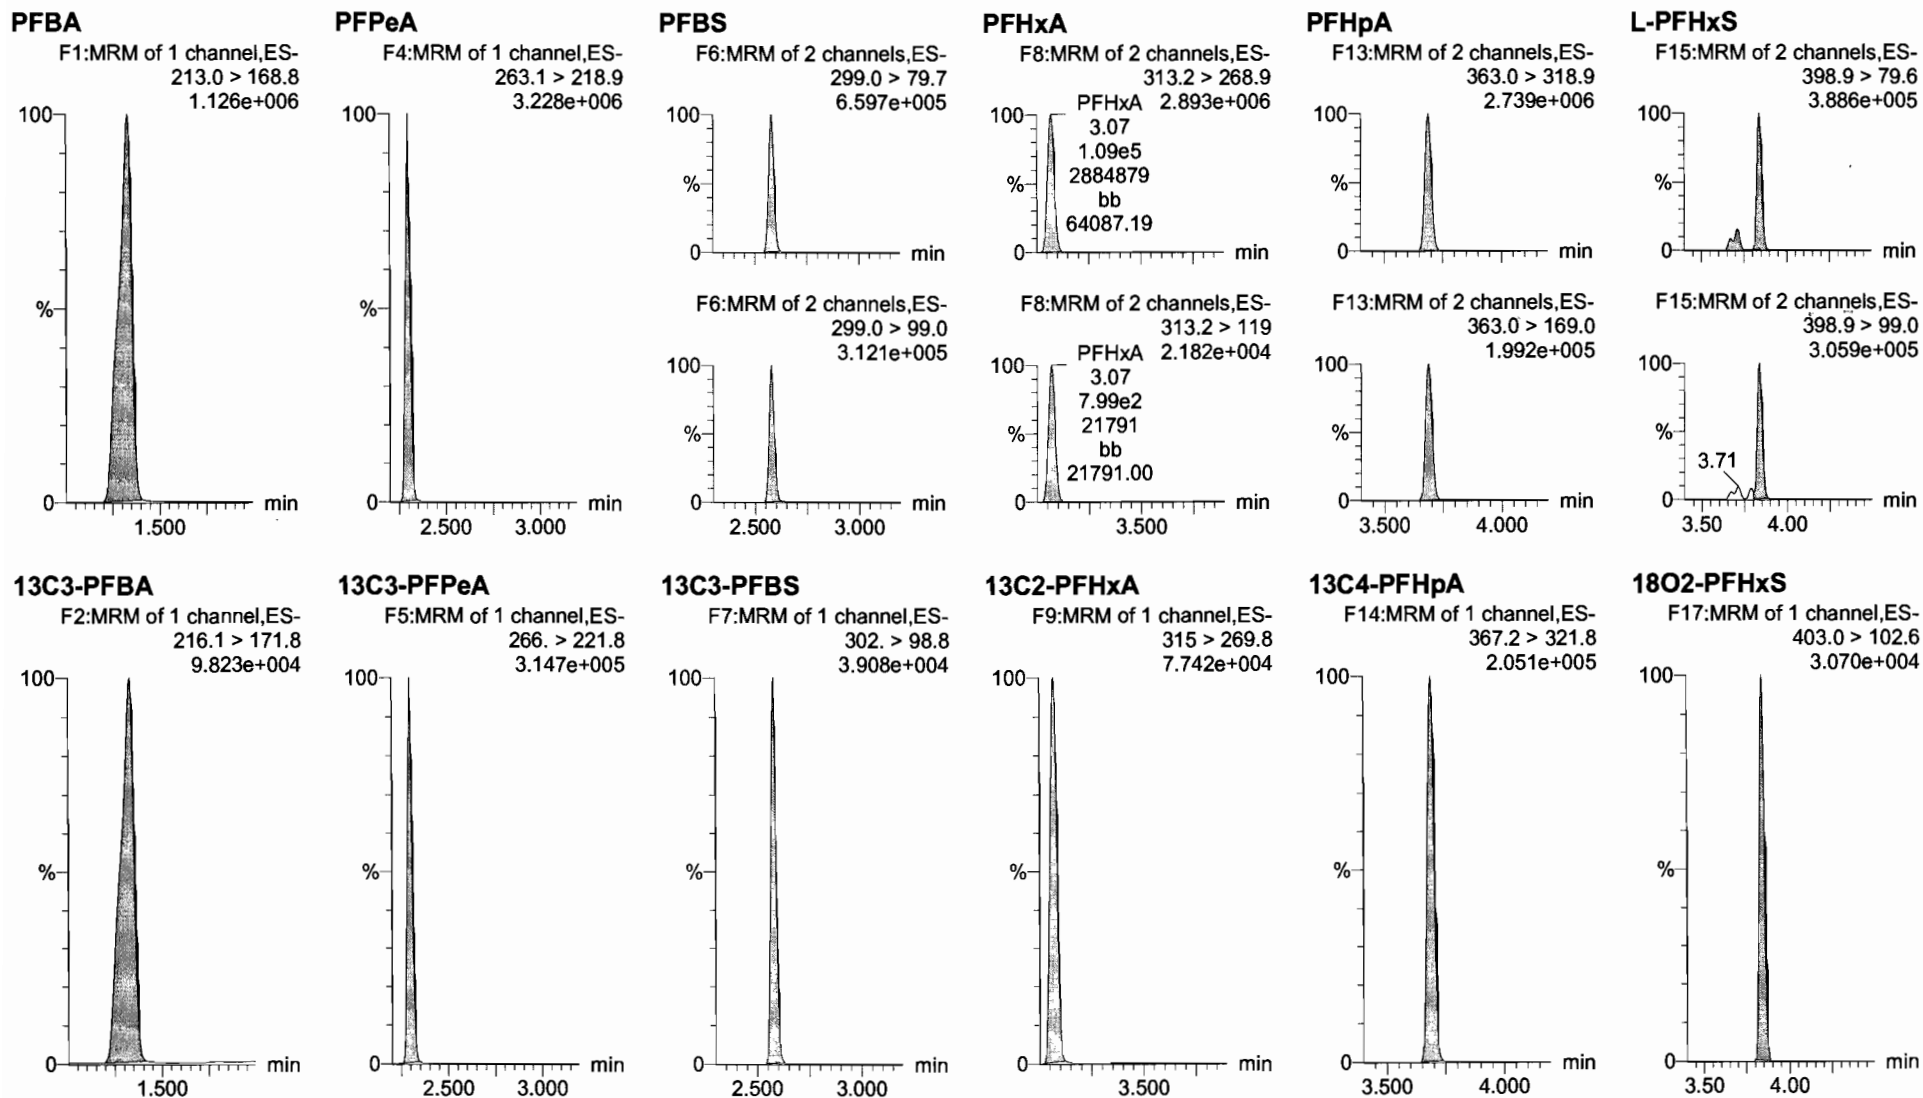 PFBA
F1:MRM of 1 channel,ES-
213.0 > 168.8
1.126e+006
100
%
0
min
1.500
PFPeA
F4:MRM of 1 channel,ES-
263.1 > 218.9
3.228e+006
100
%
0
min
2.500 3.000
PFBS
F6:MRM of 2 channels,ES-
299.0 > 79.7
6.597e+005
100
%
0
min
F6:MRM of 2 channels,ES-
299.0 > 99.0
3.121e+005
100
%
0
min
2.500 3.000
PFHxA
F8:MRM of 2 channels,ES-
313.2 > 268.9
PFHxA 2.893e+006
100
3.07
1.09e5
2884879
%
bb
64087.19
0
min
F8:MRM of 2 channels,ES-
313.2 > 119
PFHxA 2.182e+004
100
3.07
7.99e2
21791
%
bb
21791.00
0
min
3.500
PFHpA
F13:MRM of 2 channels,ES-
363.0 > 318.9
2.739e+006
100
%
0
min
F13:MRM of 2 channels,ES-
363.0 > 169.0
1.992e+005
100
%
0
min
3.500 4.000
L-PFHxS
F15:MRM of 2 channels,ES-
398.9 > 79.6
3.886e+005
100
%
0
min
F15:MRM of 2 channels,ES-
398.9 > 99.0
3.059e+005
100
%
3.71
0
min
3.50 4.00
13C3-PFBA
F2:MRM of 1 channel,ES-
216.1 > 171.8
9.823e+004
100
%
0
min
1.500
13C3-PFPeA
F5:MRM of 1 channel,ES-
266. > 221.8
3.147e+005
100
%
0
min
2.500 3.000
13C3-PFBS
F7:MRM of 1 channel,ES-
302. > 98.8
3.908e+004
100
%
0
min
2.500 3.000
13C2-PFHxA
F9:MRM of 1 channel,ES-
315 > 269.8
7.742e+004
100
%
0
min
3.500
13C4-PFHpA
F14:MRM of 1 channel,ES-
367.2 > 321.8
2.051e+005
100
%
0
min
3.500 4.000
18O2-PFHxS
F17:MRM of 1 channel,ES-
403.0 > 102.6
3.070e+004
100
%
0
min
3.50 4.00